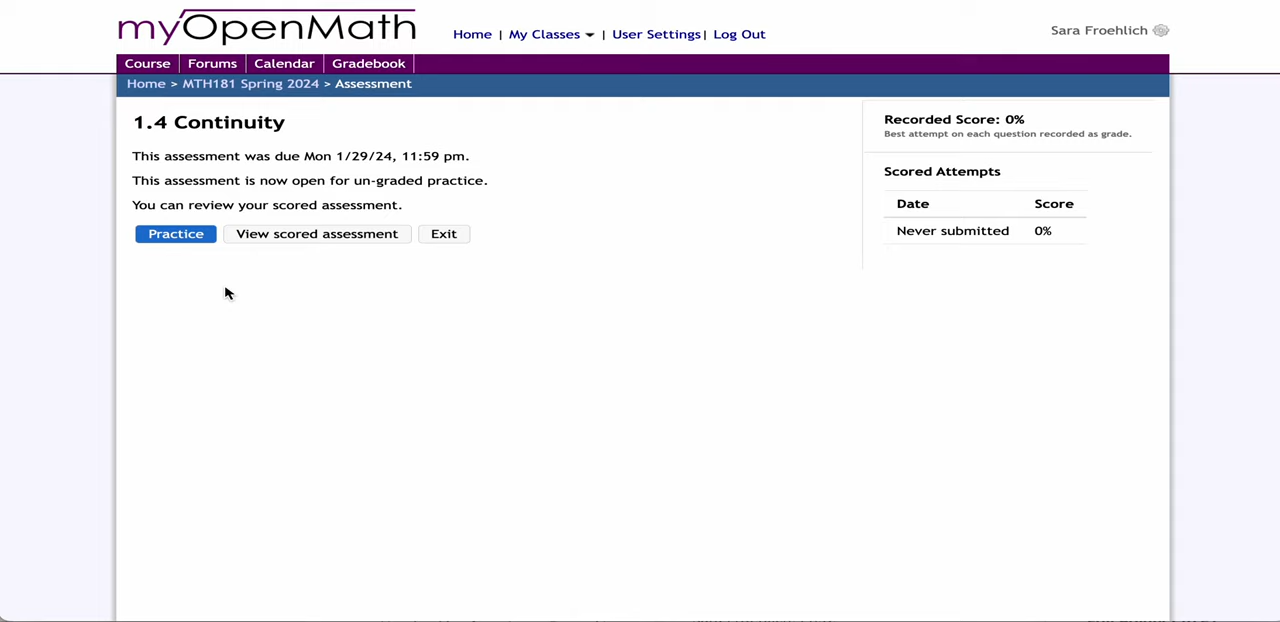 myOpenMath
Home | My Classes | User Settings | Log Out
Sara Froehlich
Course Forums Calendar Gradebook
Home > MTH181 Spring 2024 > Assessment
1.4 Continuity
This assessment was due Mon 1/29/24, 11:59 pm.
This assessment is now open for un-graded practice.
You can review your scored assessment.
Practice View scored assessment Exit
Recorded Score: 0%
Best attempt on each question recorded as grade.
Scored Attempts
Date Score
Never submitted 0%